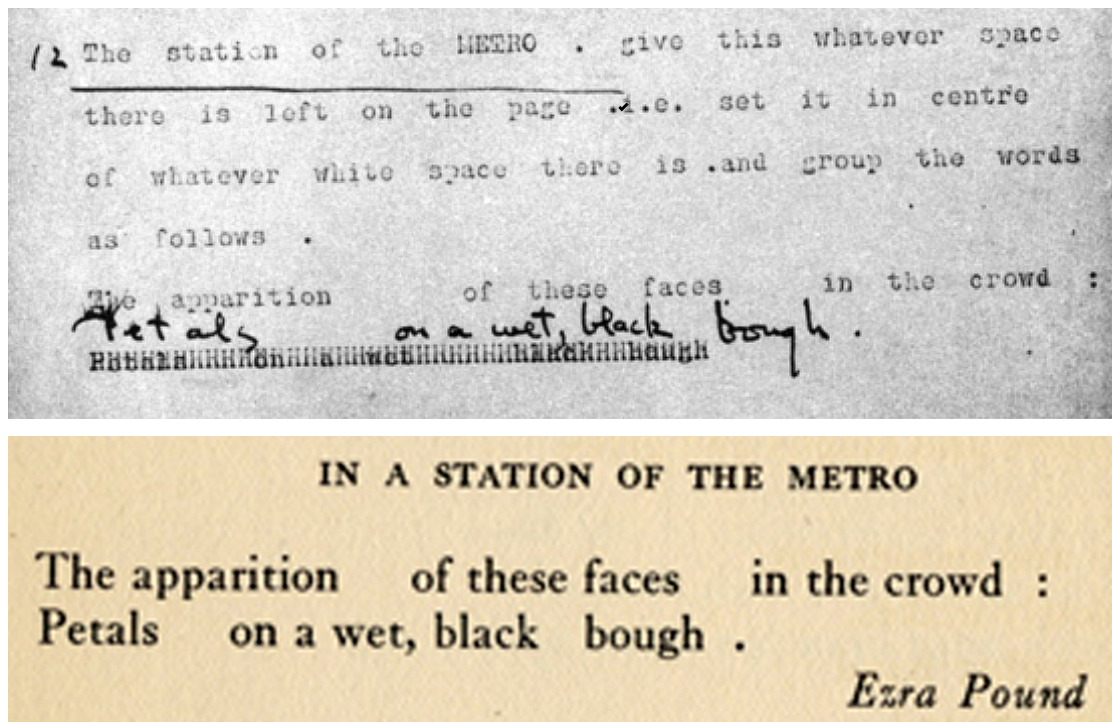 12 The station of the METRO . give this whatever space
there is left on the page .i.e. set it in centre
of whatever white space there is .and group the words
as follows .
The apparition of these faces in the crowd :
Petals on a wet, black bough .
IN A STATION OF THE METRO
The apparition of these faces in the crowd :
Petals on a wet, black bough .
Ezra Pound